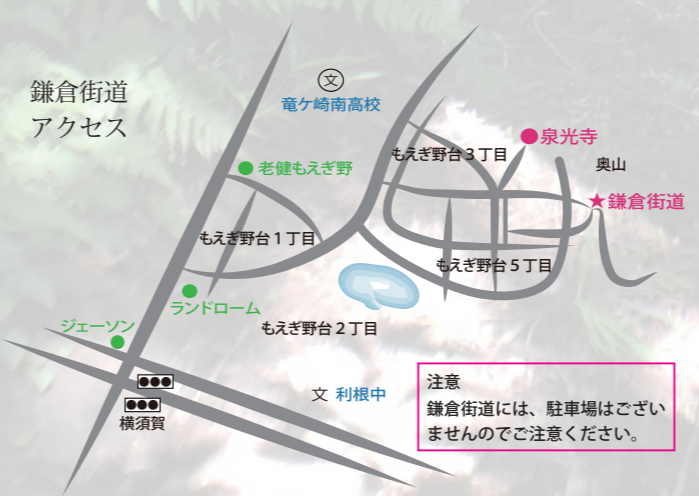 鎌倉街道
アクセス
文
竜ケ崎南高校
もえぎ野台３丁目
泉光寺
奥山
老健もえぎ野
★鎌倉街道
もえぎ野台１丁目
もえぎ野台５丁目
ランドローム
ジェーソン
もえぎ野台２丁目
文 利根中
横須賀
注意
鎌倉街道には、駐車場はござい
ませんのでご注意ください。